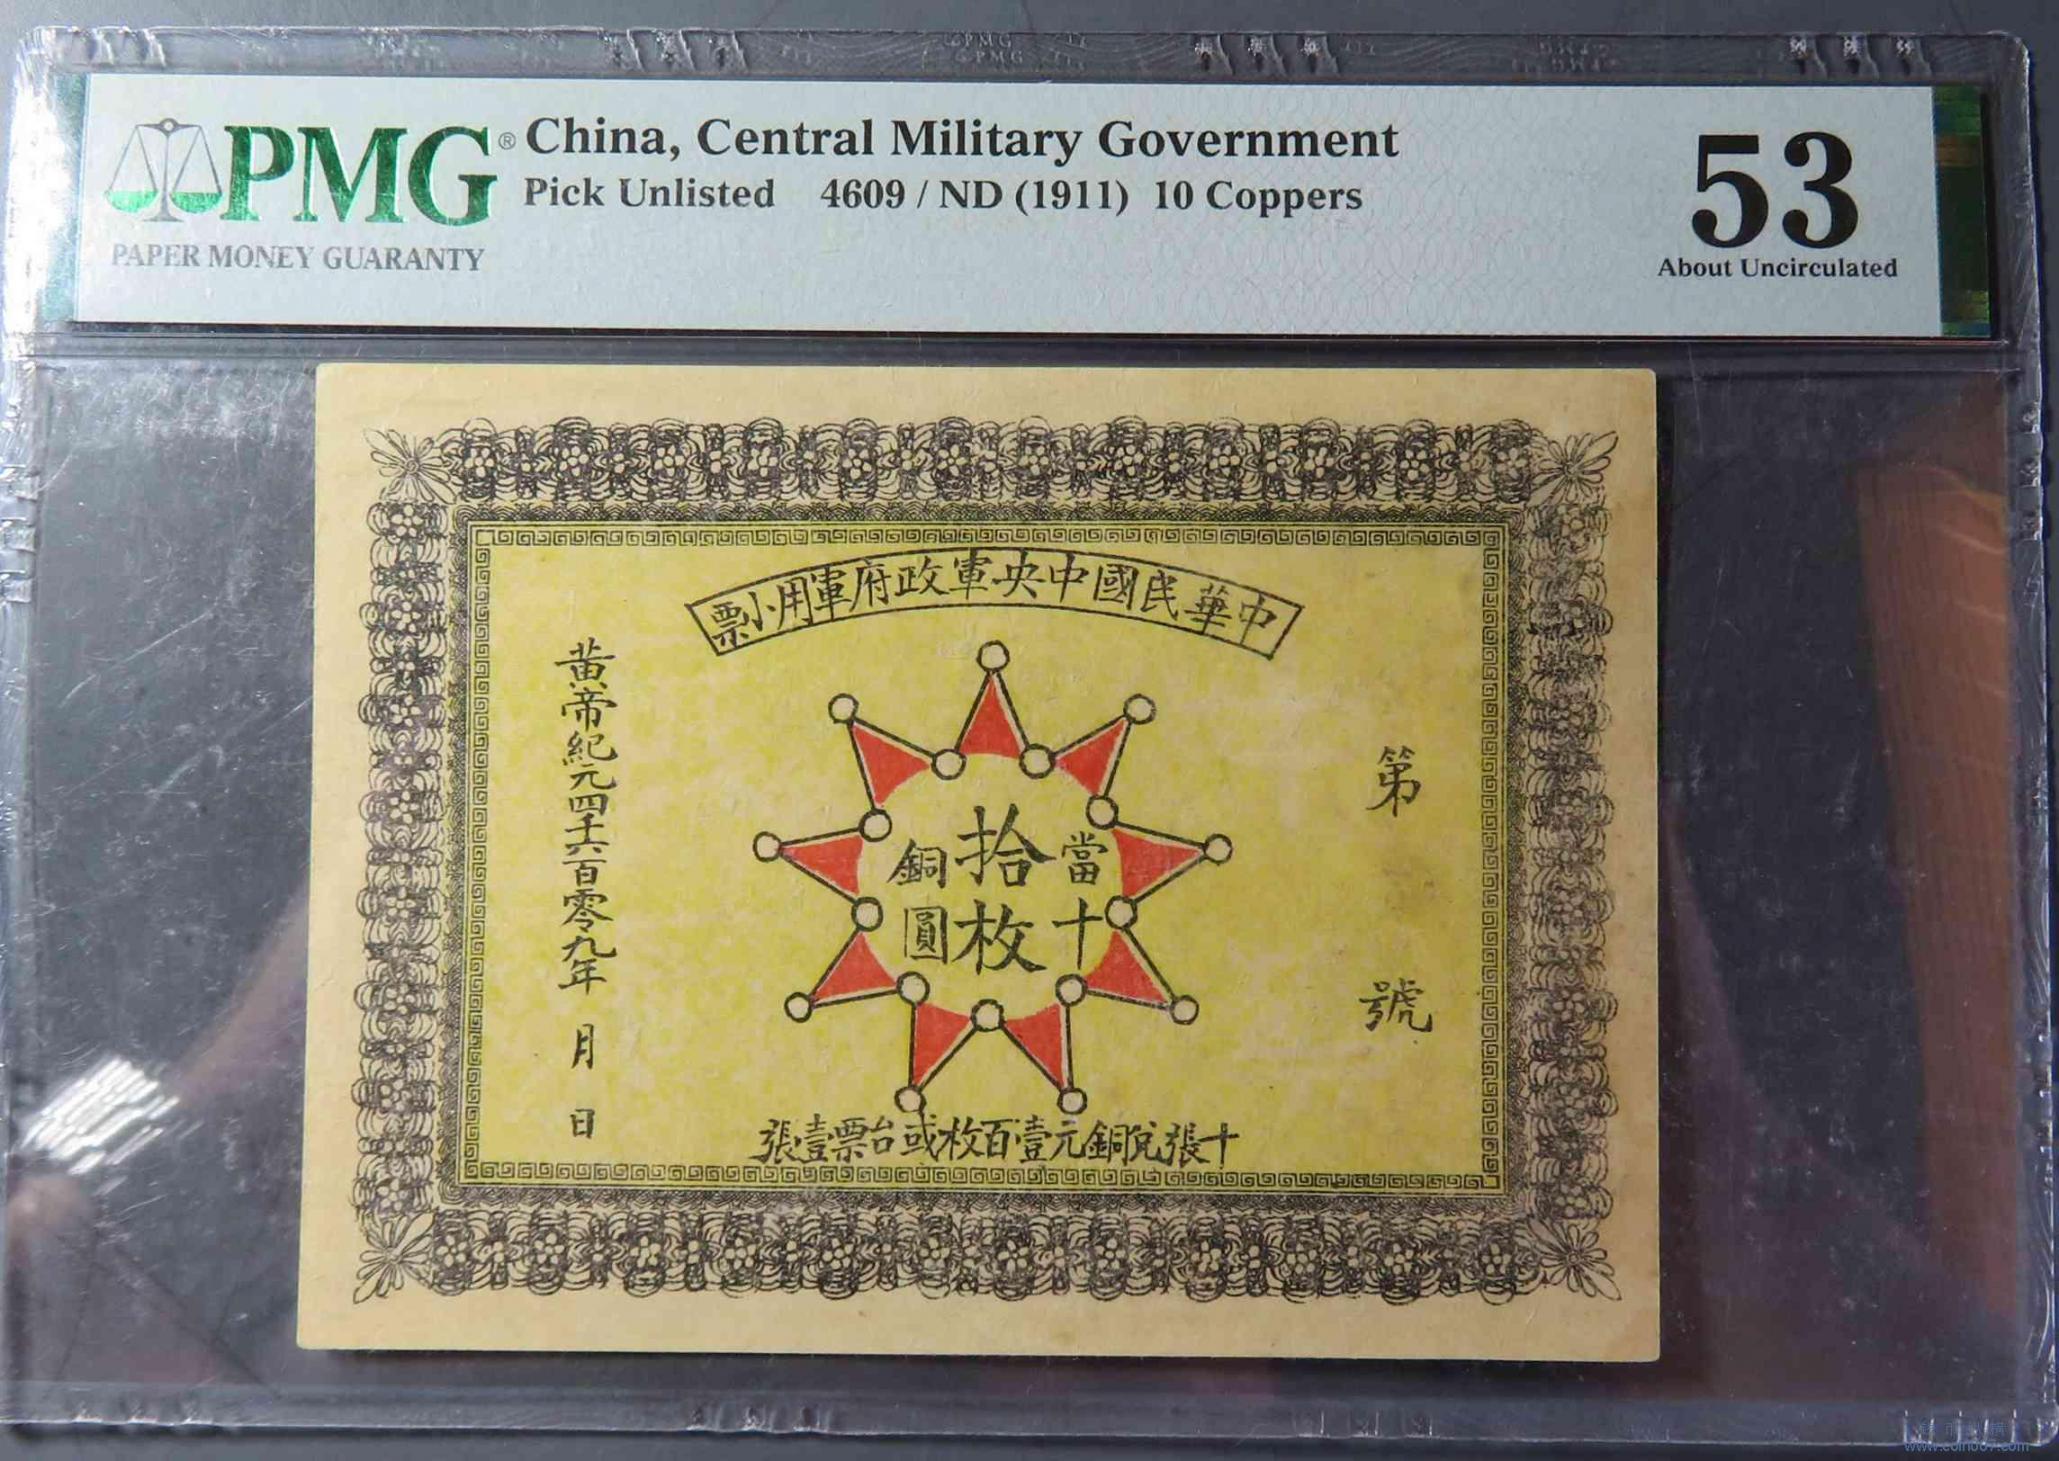 PMG®
PAPER MONEY GUARANTY
China, Central Military Government
Pick Unlisted 4609 / ND (1911) 10 Coppers
53
About Uncirculated
中華民國中央軍政府軍用小票
第 號
當十
拾枚
銅圓
黃帝紀元四千六百零九年 月 日
十張兌銅元壹百枚或台票壹張
www.coin007.com